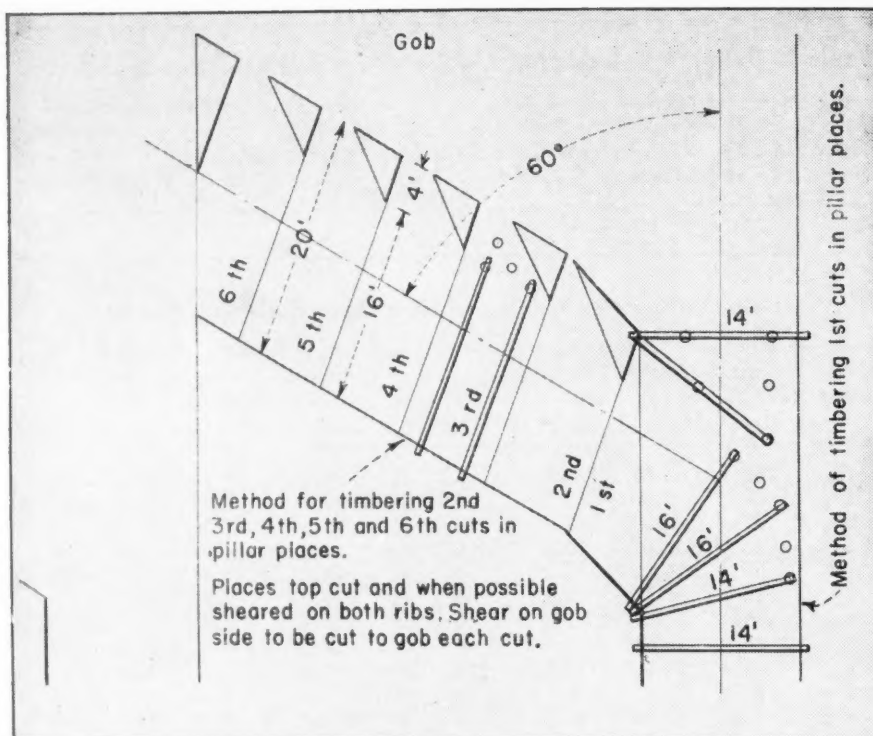 Gob
60°
4'
20'
16'
6 th
5 th
4 th
3 rd
2 nd
1 st
14'
16'
16'
14'
14'
Method of timbering 1st cuts in pillar places.
Method for timbering 2nd
3rd, 4th, 5th and 6th cuts in
pillar places.
Places top cut and when possible
sheared on both ribs. Shear on gob
side to be cut to gob each cut.